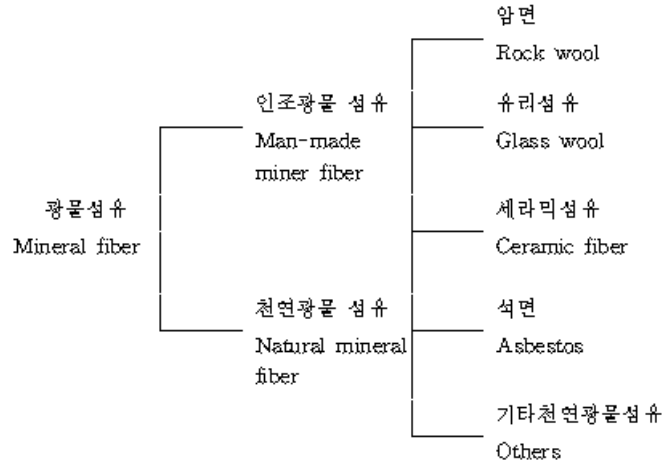 암면
Rock wool
인조광물 섬유
Man-made
miner fiber
유리섬유
Glass wool
광물섬유
Mineral fiber
세라믹섬유
Ceramic fiber
천연광물 섬유
Natural mineral
fiber
석면
Asbestos
기타천연광물섬유
Others